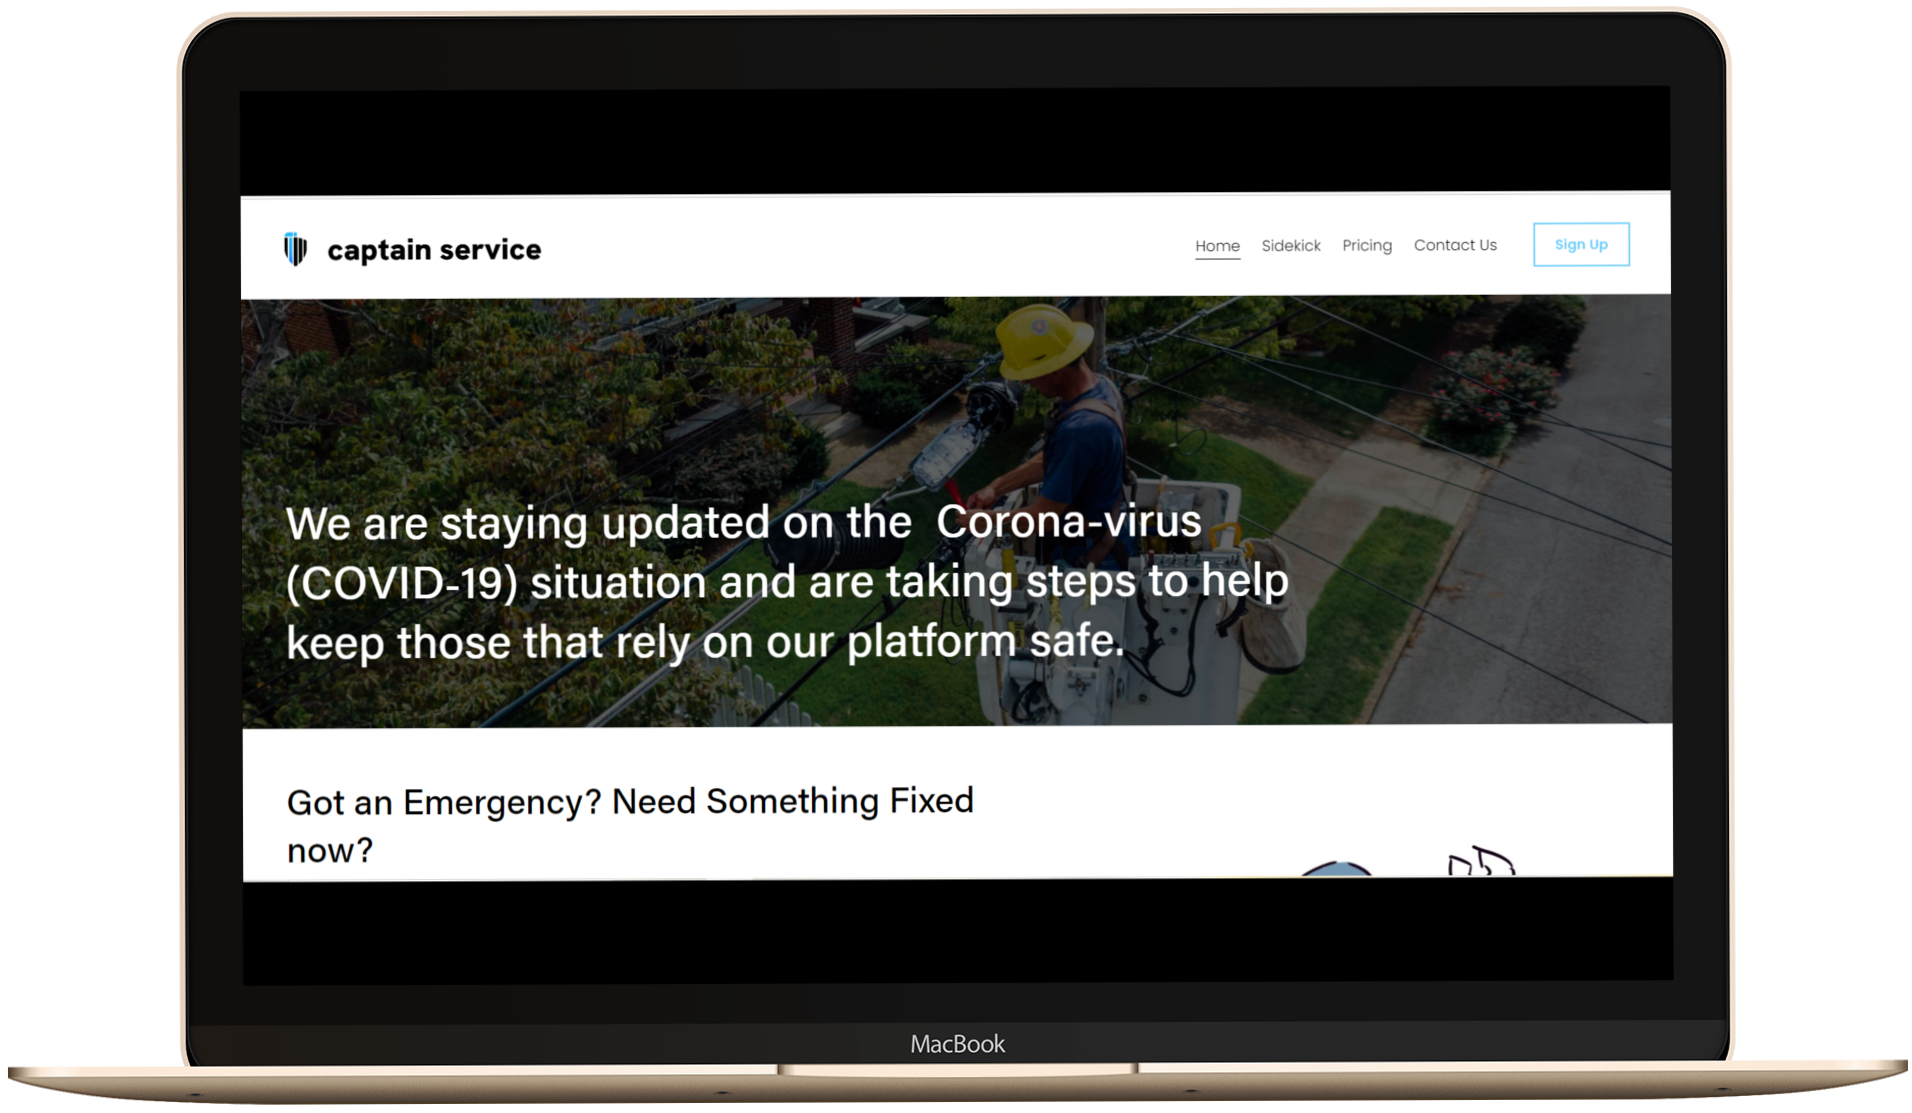 captain service
Home Sidekick Pricing Contact Us Sign Up
We are staying updated on the Corona-virus
(COVID-19) situation and are taking steps to help
keep those that rely on our platform safe.
Got an Emergency? Need Something Fixed
now?
MacBook